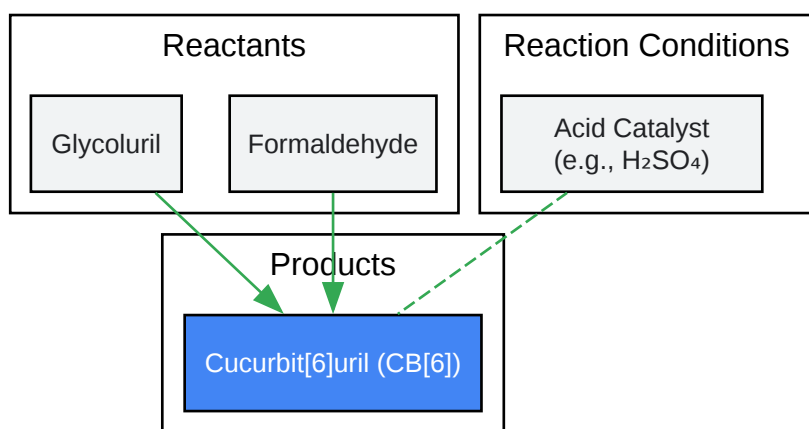 Reactants
Reaction Conditions
Glycoluril
Formaldehyde
Acid Catalyst
(e.g., H₂SO₄)
Products
Cucurbit[6]uril (CB[6])